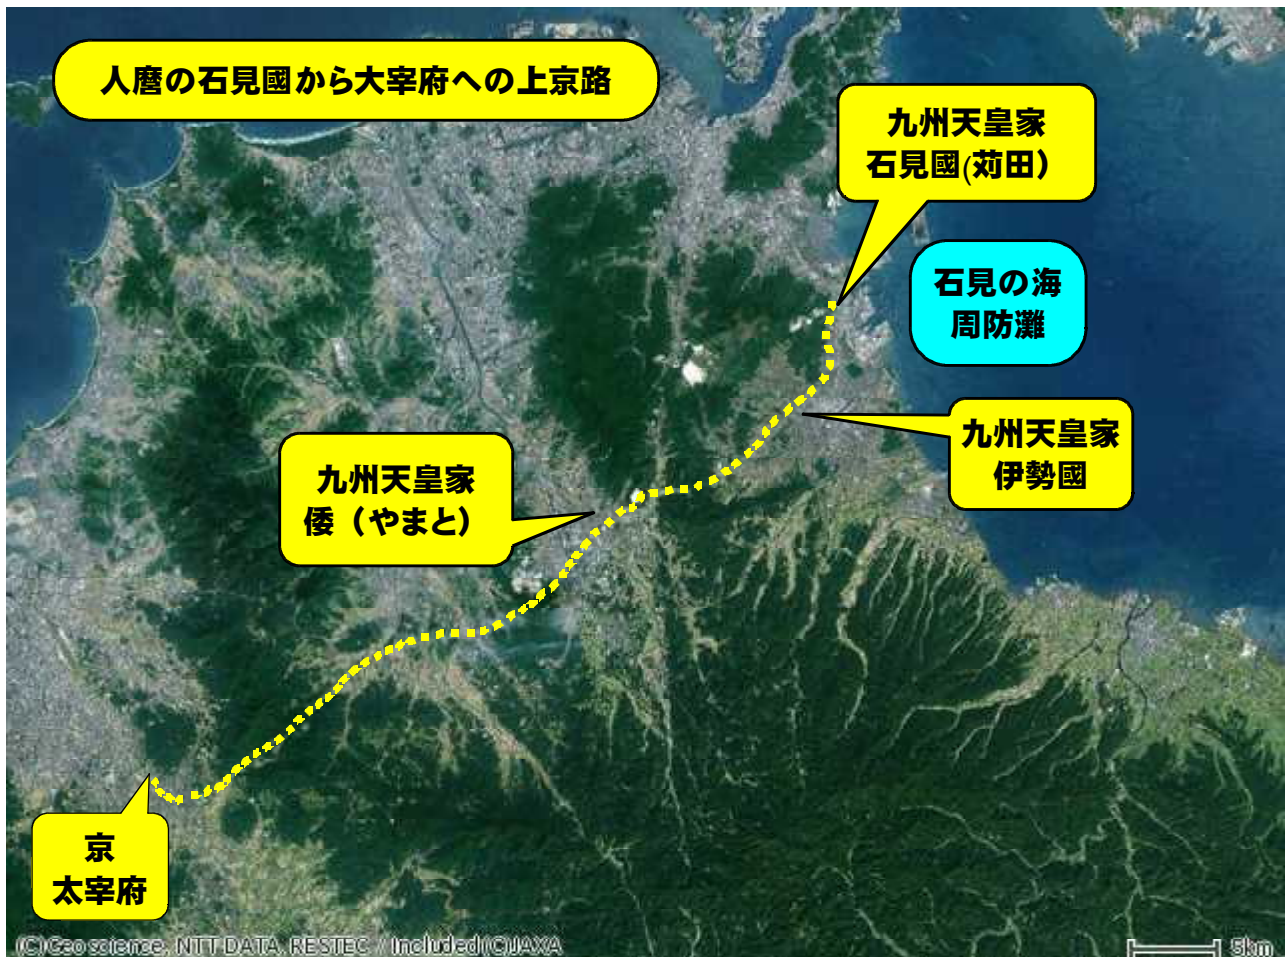 人麿の石見國から大宰府への上京路
九州天皇家
石見國(苅田）
石見の海
周防灘
九州天皇家
伊勢國
九州天皇家
倭（やまと）
京
太宰府
(C)Geo science, NTT DATA, RESTEC / Included(C)JAXA
5km